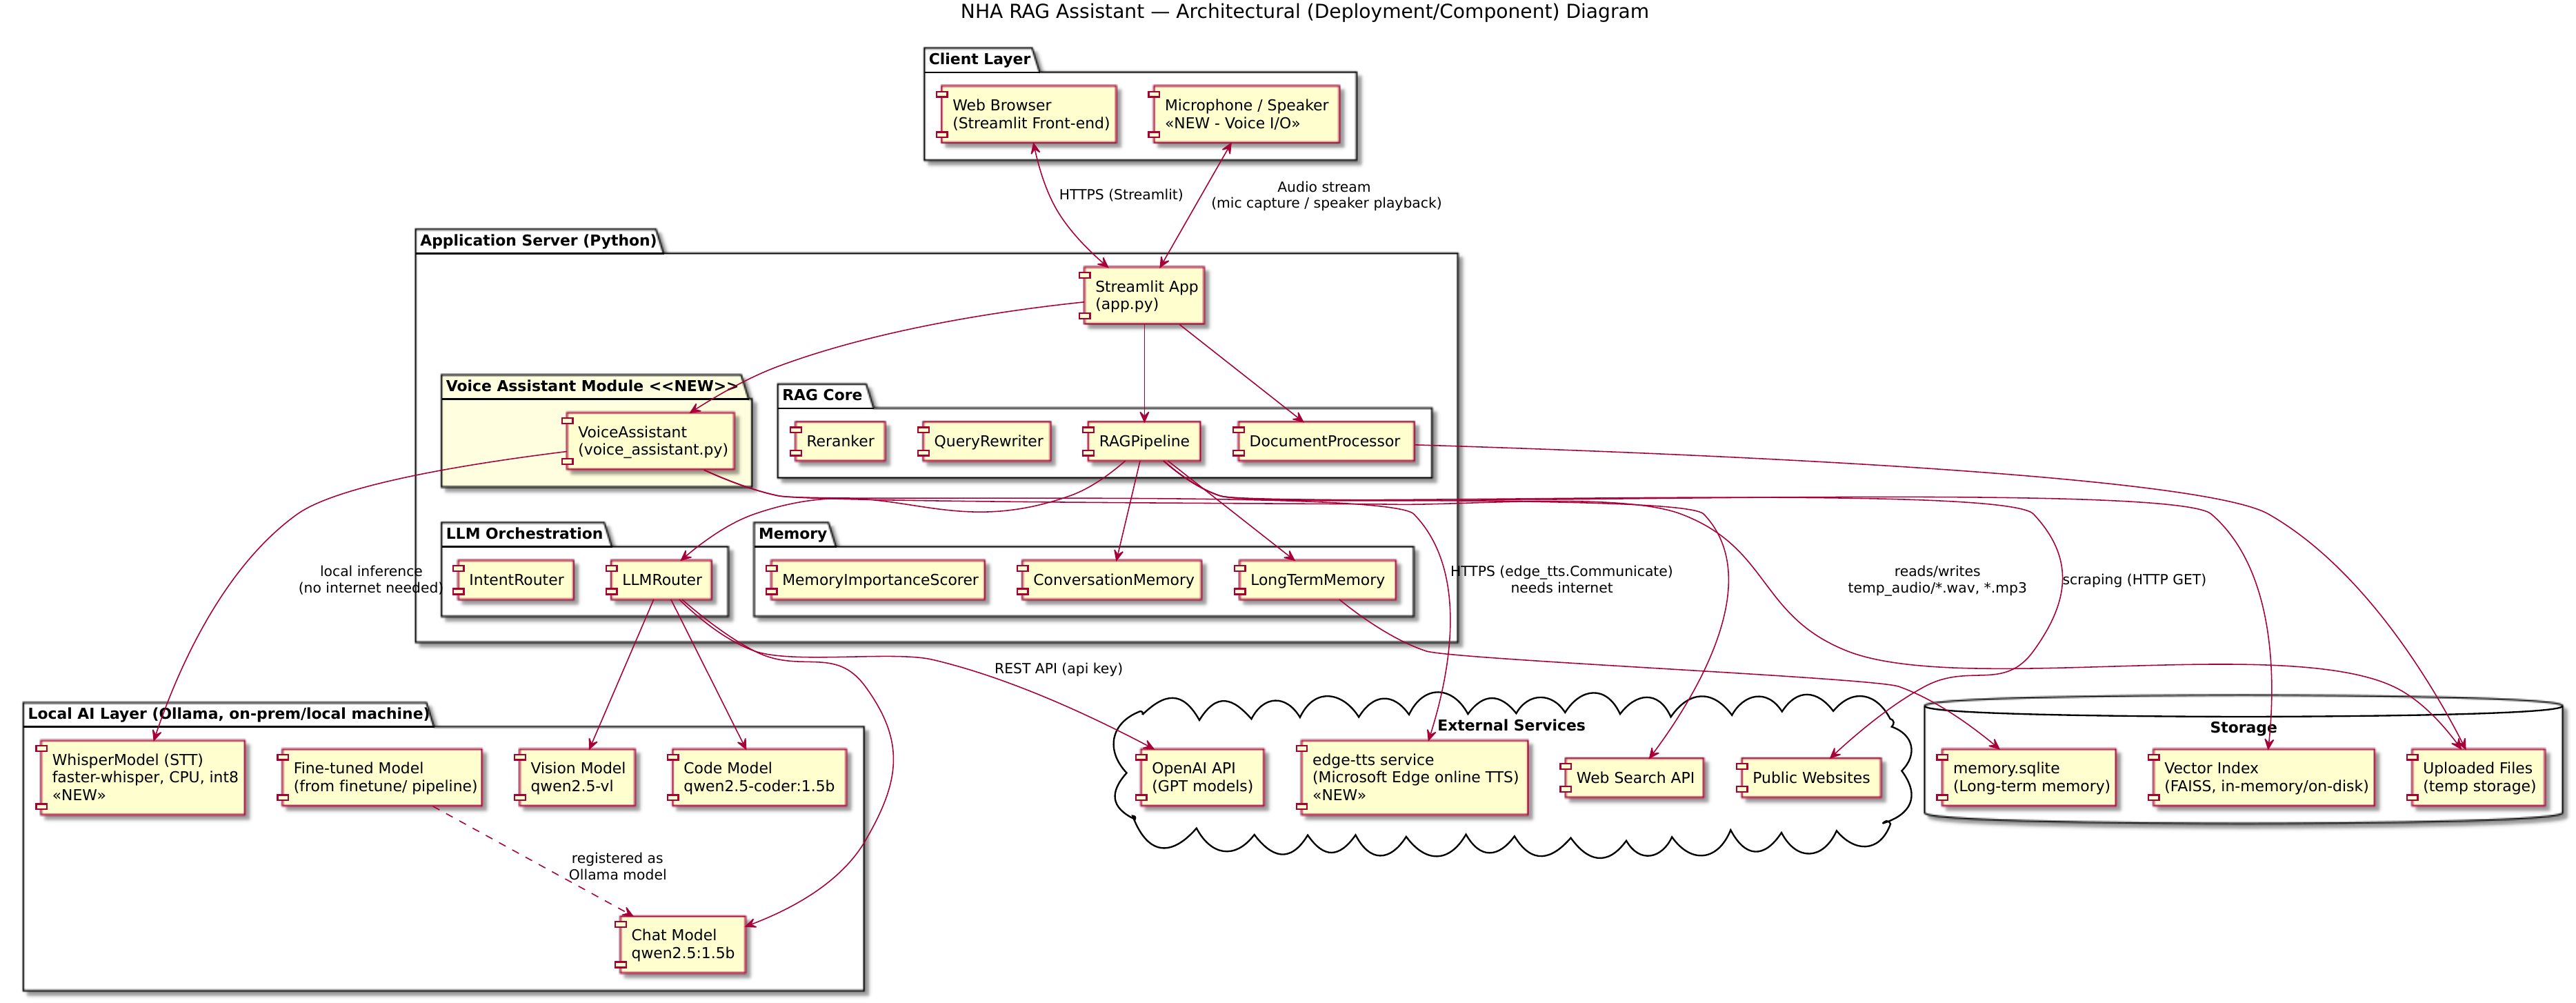 NHA RAG Assistant — Architectural (Deployment/Component) Diagram
Client Layer
Web Browser
(Streamlit Front-end)
Microphone / Speaker
«NEW - Voice I/O»
HTTPS (Streamlit)
Audio stream
(mic capture / speaker playback)
Application Server (Python)
Streamlit App
(app.py)
Voice Assistant Module <<NEW>>
VoiceAssistant
(voice_assistant.py)
RAG Core
Reranker
QueryRewriter
RAGPipeline
DocumentProcessor
LLM Orchestration
IntentRouter
LLMRouter
Memory
MemoryImportanceScorer
ConversationMemory
LongTermMemory
local inference
(no internet needed)
HTTPS (edge_tts.Communicate)
needs internet
reads/writes
temp_audio/*.wav, *.mp3
scraping (HTTP GET)
REST API (api key)
Local AI Layer (Ollama, on-prem/local machine)
WhisperModel (STT)
faster-whisper, CPU, int8
«NEW»
Fine-tuned Model
(from finetune/ pipeline)
Vision Model
qwen2.5-vl
Code Model
qwen2.5-coder:1.5b
registered as
Ollama model
Chat Model
qwen2.5:1.5b
External Services
OpenAI API
(GPT models)
edge-tts service
(Microsoft Edge online TTS)
«NEW»
Web Search API
Public Websites
Storage
memory.sqlite
(Long-term memory)
Vector Index
(FAISS, in-memory/on-disk)
Uploaded Files
(temp storage)